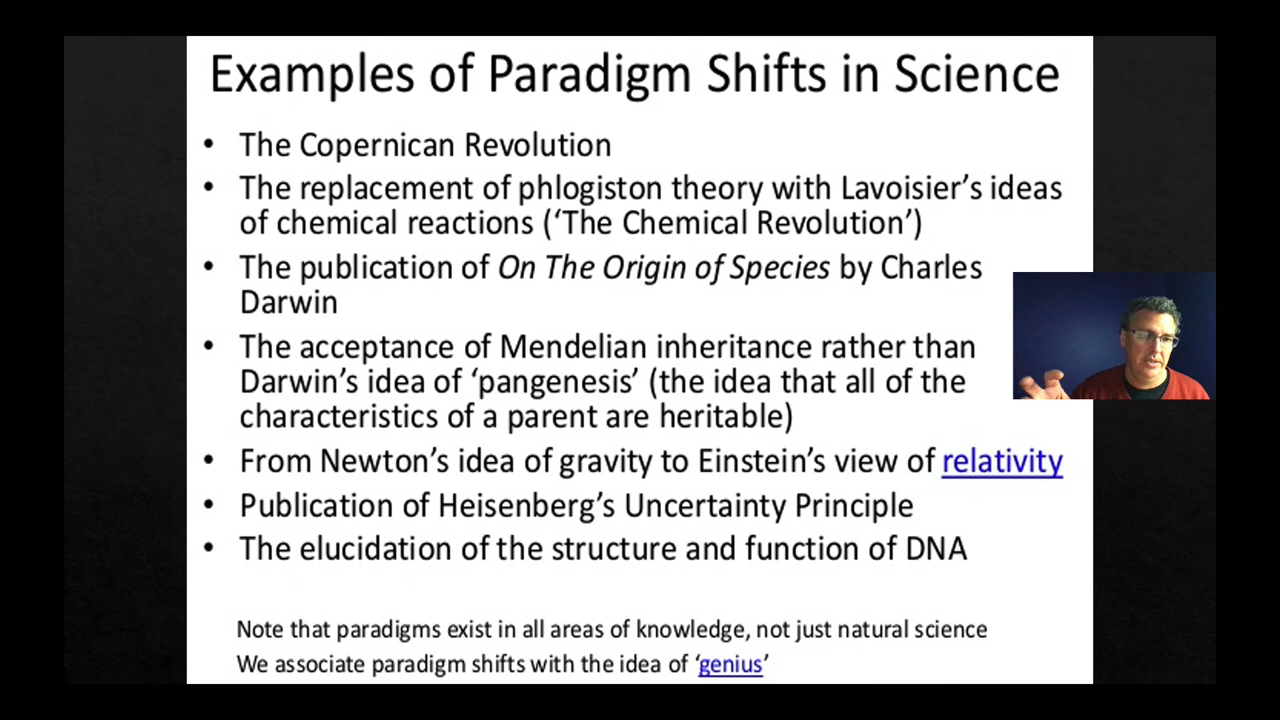 Examples of Paradigm Shifts in Science
• The Copernican Revolution
• The replacement of phlogiston theory with Lavoisier’s ideas
of chemical reactions (‘The Chemical Revolution’)
• The publication of On The Origin of Species by Charles
Darwin
• The acceptance of Mendelian inheritance rather than
Darwin’s idea of ‘pangenesis’ (the idea that all of the
characteristics of a parent are heritable)
• From Newton’s idea of gravity to Einstein’s view of relativity
• Publication of Heisenberg’s Uncertainty Principle
• The elucidation of the structure and function of DNA
Note that paradigms exist in all areas of knowledge, not just natural science
We associate paradigm shifts with the idea of ‘genius’